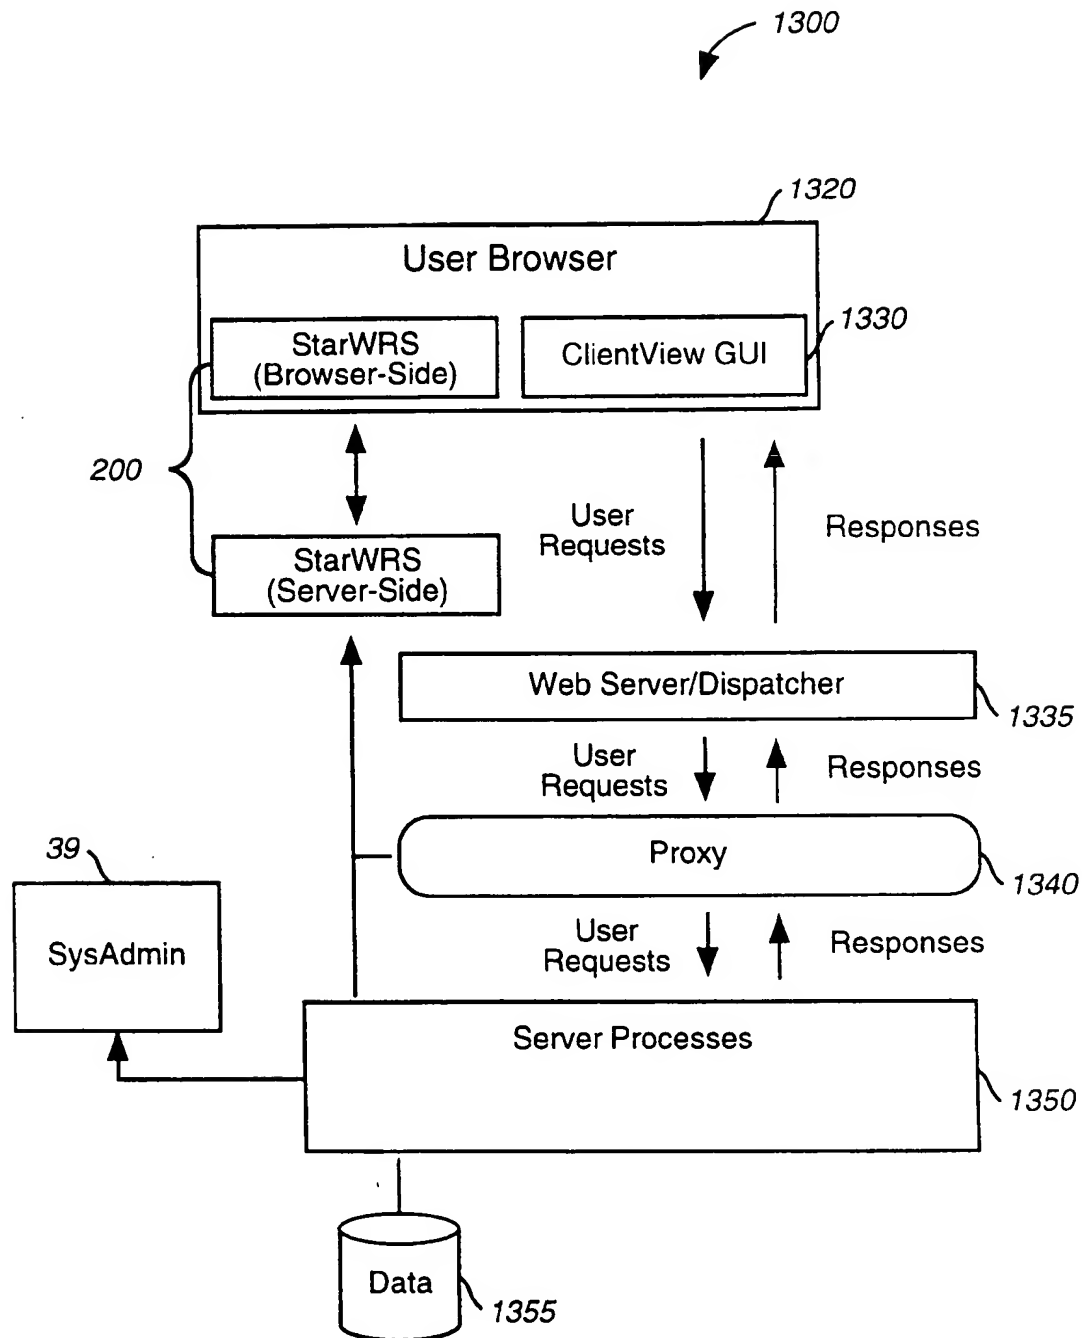 1300
1320
User Browser
1330
StarWRS
(Browser-Side)
ClientView GUI
200
User
Requests
Responses
StarWRS
(Server-Side)
Web Server/Dispatcher
1335
User
Requests
Responses
39
Proxy
1340
SysAdmin
User
Requests
Responses
Server Processes
1350
Data
1355